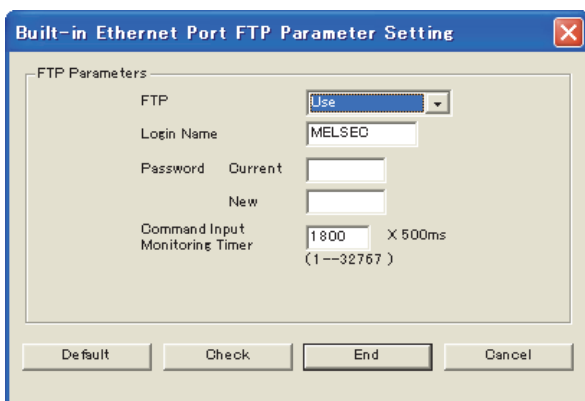 Built-in Ethernet Port FTP Parameter Setting
FTP Parameters
FTP Use
Login Name MELSEC
Password Current
New
Command Input
Monitoring Timer 1800 X 500ms
(1--32767 )
Default Check End Cancel